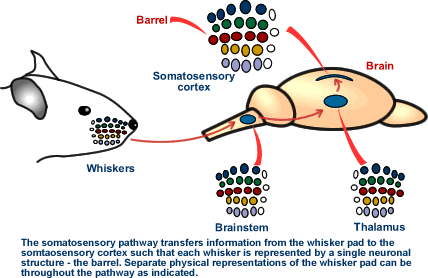 Barrel
Somatosensory
cortex
Brain
Whiskers
Brainstem
Thalamus
The somatosensory pathway transfers information from the whisker pad to the
somtaosensory cortex such that each whisker is represented by a single neuronal
structure - the barrel. Separate physical representations of the whisker pad can be
throughout the pathway as indicated.